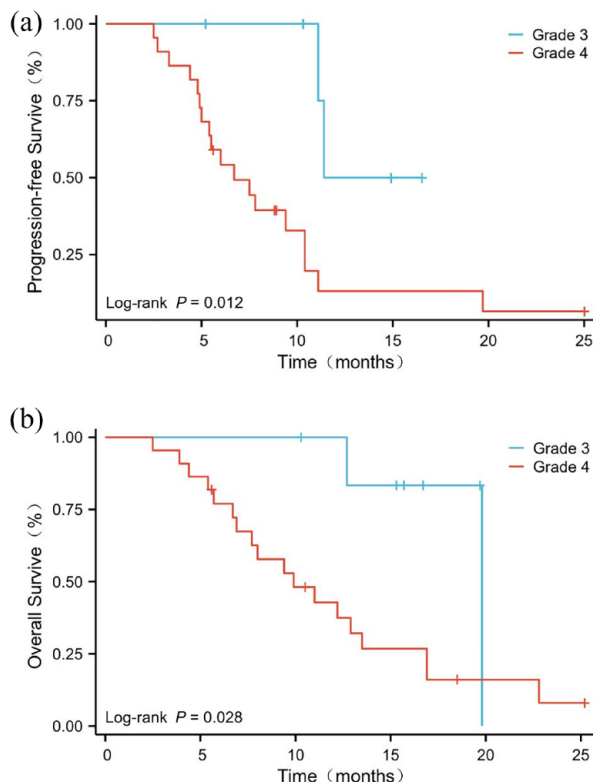 (a)
1.00
0.75
0.50
0.25
Progression-free Survive（%）
Grade 3
Grade 4
Log-rank P = 0.012
0
5
10
15
20
25
Time（months）
(b)
1.00
0.75
0.50
0.25
0.00
Overall Survive（%）
Grade 3
Grade 4
Log-rank P = 0.028
0
5
10
15
20
25
Time（months）